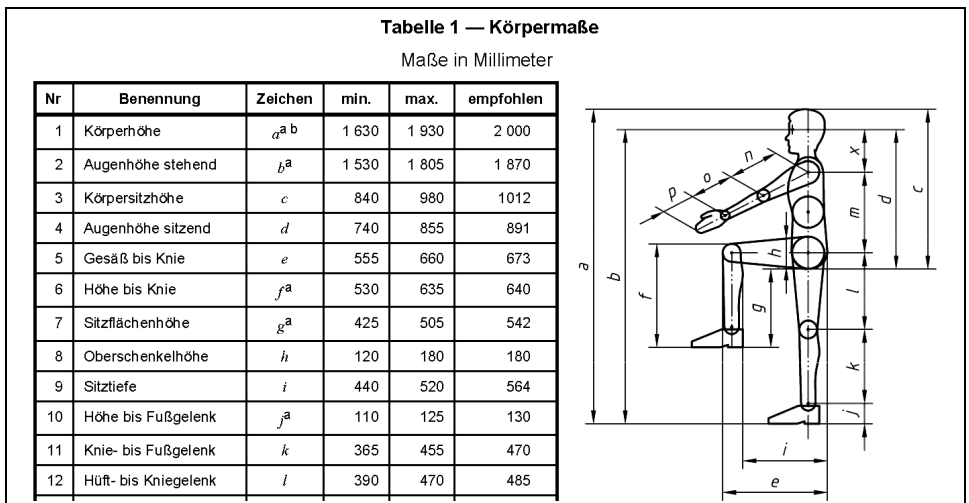 Tabelle 1 — Körpermaße
Maße in Millimeter
Nr Benennung Zeichen min. max. empfohlen
1 Körperhöhe a a b 1 630 1 930 2 000
2 Augenhöhe stehend b a 1 530 1 805 1 870
3 Körpersitzhöhe c 840 980 1012
4 Augenhöhe sitzend d 740 855 891
5 Gesäß bis Knie e 555 660 673
6 Höhe bis Knie f a 530 635 640
7 Sitzflächenhöhe g a 425 505 542
8 Oberschenkelhöhe h 120 180 180
9 Sitztiefe i 440 520 564
10 Höhe bis Fußgelenk j a 110 125 130
11 Knie- bis Fußgelenk k 365 455 470
12 Hüft- bis Kniegelenk l 390 470 485
a
b
p
o
n
x
m
d
c
h
f
g
l
k
j
i
e